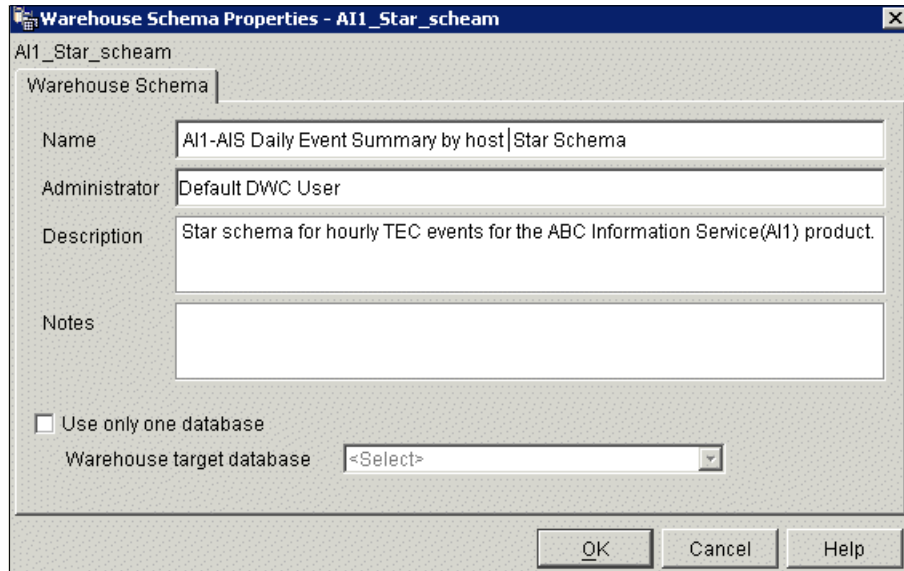 Warehouse Schema Properties - AI1_Star_scheam
AI1_Star_scheam
Warehouse Schema
Name
AI1-AIS Daily Event Summary by host Star Schema
Administrator
Default DWC User
Description
Star schema for hourly TEC events for the ABC Information Service(AI1) product.
Notes
Use only one database
Warehouse target database
<Select>
OK
Cancel
Help